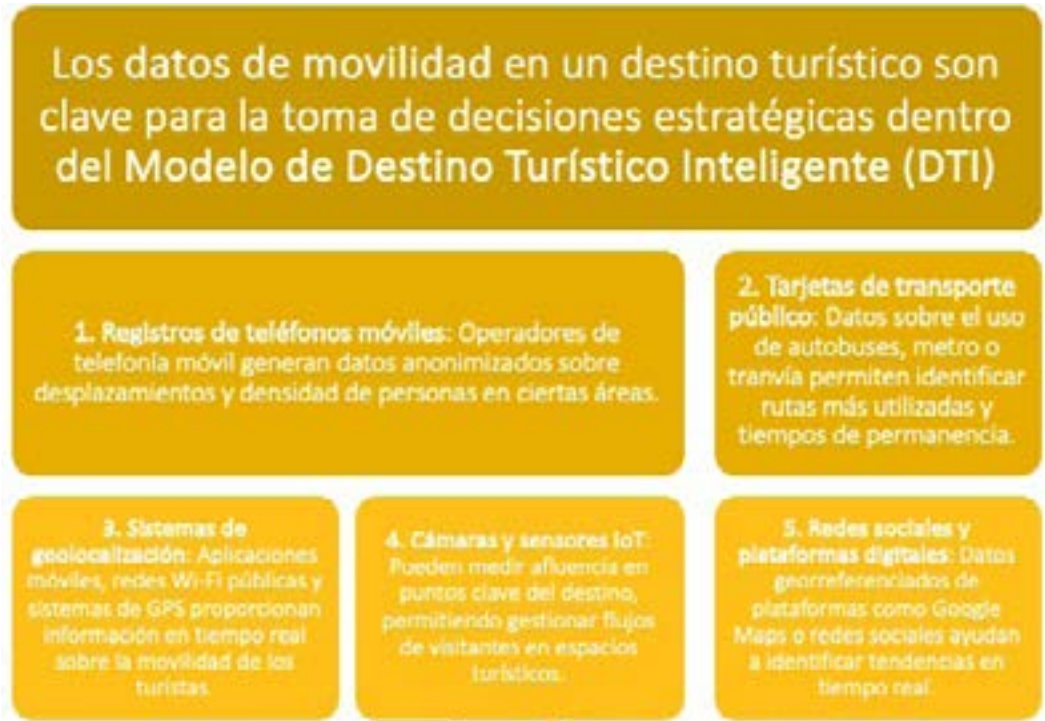 Los datos de movilidad en un destino turístico son
clave para la toma de decisiones estratégicas dentro
del Modelo de Destino Turístico Inteligente (DTI)
1. Registros de teléfonos móviles: Operadores de
telefonía móvil generan datos anonimizados sobre
desplazamientos y densidad de personas en ciertas áreas.
2. Tarjetas de transporte
público: Datos sobre el uso
de autobuses, metro o
tranvía permiten identificar
rutas más utilizadas y
tiempos de permanencia.
3. Sistemas de
geolocalización: Aplicaciones
móviles, redes Wi-Fi públicas y
sistemas de GPS proporcionan
información en tiempo real
sobre la movilidad de los
turistas.
4. Cámaras y sensores IoT:
Pueden medir afluencia en
puntos clave del destino,
permitiendo gestionar flujos
de visitantes en espacios
turísticos.
5. Redes sociales y
plataformas digitales: Datos
georreferenciados de
plataformas como Google
Maps o redes sociales ayudan
a identificar tendencias en
tiempo real.